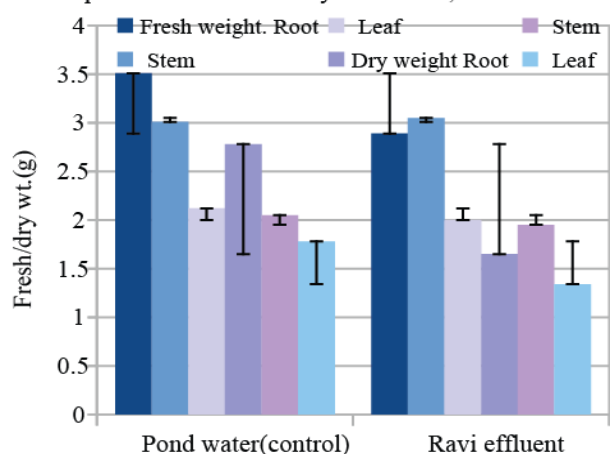 Fresh weight. Root Leaf Stem
Stem Dry weight Root Leaf
4
3.5
3
2.5
2
1.5
1
0.5
0
Fresh/dry wt.(g)
Pond water(control) Ravi effluent